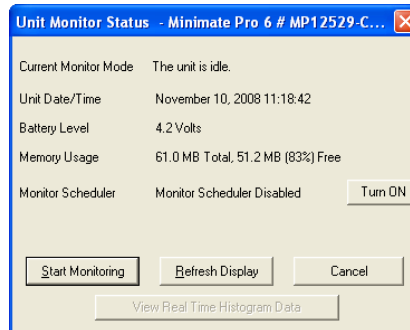 Unit Monitor Status - Minimate Pro 6 # MP12529-C...
Current Monitor Mode The unit is idle.
Unit Date/Time November 10, 2008 11:18:42
Battery Level 4.2 Volts
Memory Usage 61.0 MB Total, 51.2 MB (83%) Free
Monitor Scheduler Monitor Scheduler Disabled Turn ON
Start Monitoring Refresh Display Cancel
View Real Time Histogram Data